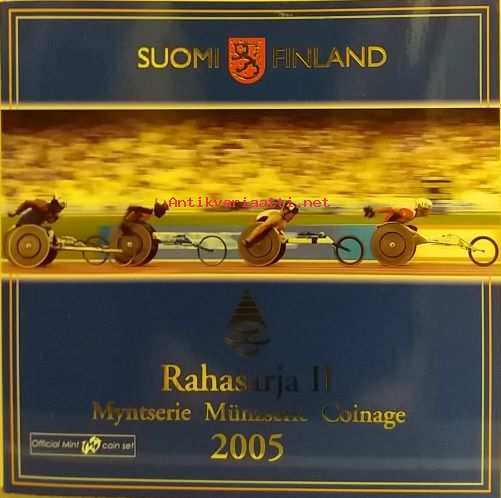 SUOMI FINLAND
Antikvariaatti.net
Rahasarja II
Myntserie Münzserie Coinage
2005
Official Mint coin set